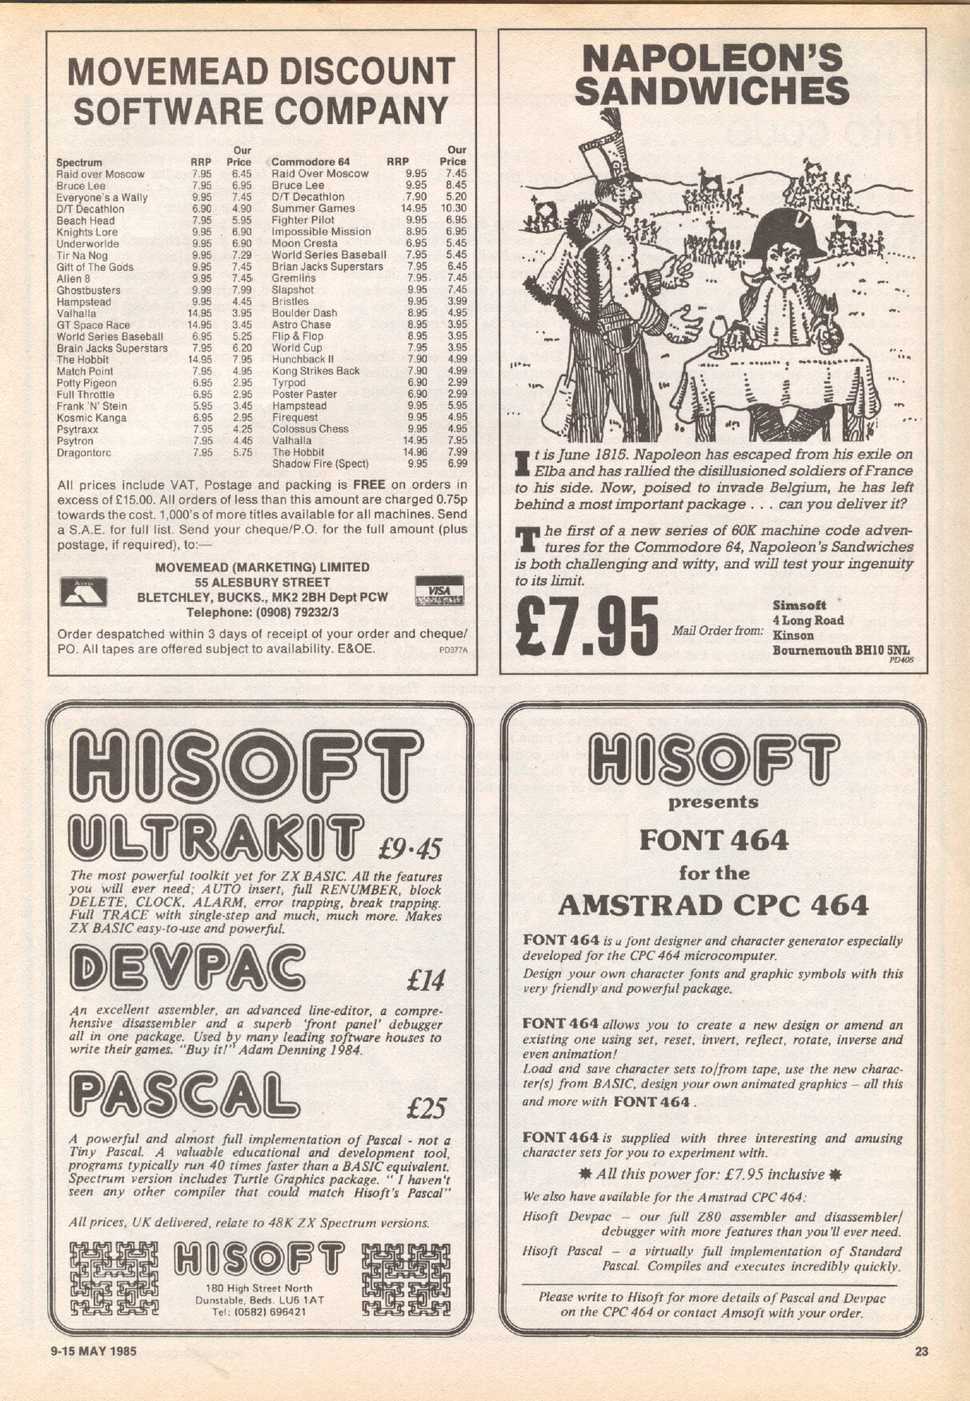 MOVEMEAD DISCOUNT
SOFTWARE COMPANY
Spectrum RRP Our Price
Raid over Moscow 7.95 6.45
Bruce Lee 7.95 6.95
Everyone's a Wally 9.95 7.45
D/T Decathlon 6.90 4.90
Beach Head 7.95 5.95
Knights Lore 9.95 6.90
Underworlde 9.95 6.90
Tir Na Nog 9.95 7.29
Gift of The Gods 9.95 7.45
Alien 8 9.95 7.45
Ghostbusters 9.99 7.99
Hampstead 9.95 4.45
Valhalla 14.95 3.95
GT Space Race 14.95 3.45
World Series Baseball 6.95 5.25
Brain Jacks Superstars 7.95 6.20
The Hobbit 14.95 7.95
Match Point 7.95 4.95
Potty Pigeon 6.95 2.95
Full Throttle 6.95 2.95
Frank 'N' Stein 5.95 3.45
Kosmic Kanga 6.95 2.95
Psytraxx 7.95 4.25
Psytron 7.95 4.45
Dragontorc 7.95 5.75
Commodore 64 RRP Our Price
Raid Over Moscow 9.95 7.45
Bruce Lee 9.95 8.45
D/T Decathlon 7.90 5.20
Summer Games 14.95 10.30
Fighter Pilot 9.95 6.95
Impossible Mission 8.95 6.95
Moon Cresta 6.95 5.45
World Series Baseball 7.95 5.45
Brian Jacks Superstars 7.95 6.45
Gremlins 7.95 7.45
Slapshot 9.95 7.45
Bristles 9.95 3.99
Boulder Dash 8.95 4.95
Astro Chase 8.95 3.95
Flip & Flop 8.95 3.95
World Cup 7.95 3.95
Hunchback II 7.90 4.99
Kong Strikes Back 7.90 4.99
Tyrpod 6.90 2.99
Poster Paster 6.90 2.99
Hampstead 9.95 5.95
Firequest 9.95 4.95
Colossus Chess 9.95 4.95
Valhalla 14.95 7.95
The Hobbit 14.96 7.99
Shadow Fire (Spect) 9.95 6.99
All prices include VAT, Postage and packing is FREE on orders in
excess of £15.00. All orders of less than this amount are charged 0.75p
towards the cost. 1,000's of more titles available for all machines. Send
a S.A.E. for full list. Send your cheque/P.O. for the full amount (plus
postage, if required), to:—
MOVEMEAD (MARKETING) LIMITED
55 ALESBURY STREET
BLETCHLEY, BUCKS., MK2 2BH Dept PCW
Telephone: (0908) 79232/3
VISA
Order despatched within 3 days of receipt of your order and cheque/
PO. All tapes are offered subject to availability. E&OE.
PD377A
NAPOLEON'S
SANDWICHES
It is June 1815. Napoleon has escaped from his exile on
Elba and has rallied the disillusioned soldiers of France
to his side. Now, poised to invade Belgium, he has left
behind a most important package . . . can you deliver it?
The first of a new series of 60K machine code adven-
tures for the Commodore 64, Napoleon's Sandwiches
is both challenging and witty, and will test your ingenuity
to its limit.
£7.95
Mail Order from:
Simsoft
4 Long Road
Kinson
Bournemouth BH10 5NL
PD405
HISOFT
ULTRAKIT £9·45
The most powerful toolkit yet for ZX BASIC. All the features
you will ever need; AUTO insert, full RENUMBER, block
DELETE, CLOCK, ALARM, error trapping, break trapping.
Full TRACE with single-step and much, much more. Makes
ZX BASIC easy-to-use and powerful.
DEVPAC £14
An excellent assembler, an advanced line-editor, a compre-
hensive disassembler and a superb 'front panel' debugger
all in one package. Used by many leading software houses to
write their games. "Buy it!" Adam Denning 1984.
PASCAL £25
A powerful and almost full implementation of Pascal - not a
Tiny Pascal. A valuable educational and development tool,
programs typically run 40 times faster than a BASIC equivalent.
Spectrum version includes Turtle Graphics package. "I haven't
seen any other compiler that could match Hisoft's Pascal"
All prices, UK delivered, relate to 48K ZX Spectrum versions.
HISOFT
180 High Street North
Dunstable, Beds. LU6 1AT
Tel: (0582) 696421
HISOFT
presents
FONT 464
for the
AMSTRAD CPC 464
FONT 464 is a font designer and character generator especially
developed for the CPC 464 microcomputer.
Design your own character fonts and graphic symbols with this
very friendly and powerful package.
FONT 464 allows you to create a new design or amend an
existing one using set, reset, invert, reflect, rotate, inverse and
even animation!
Load and save character sets to/from tape, use the new charac-
ter(s) from BASIC, design your own animated graphics – all this
and more with FONT 464 .
FONT 464 is supplied with three interesting and amusing
character sets for you to experiment with.
✸ All this power for: £7.95 inclusive ✸
We also have available for the Amstrad CPC 464:
Hisoft Devpac – our full Z80 assembler and disassembler/
debugger with more features than you'll ever need.
Hisoft Pascal – a virtually full implementation of Standard
Pascal. Compiles and executes incredibly quickly.
Please write to Hisoft for more details of Pascal and Devpac
on the CPC 464 or contact Amsoft with your order.
9-15 MAY 1985
23